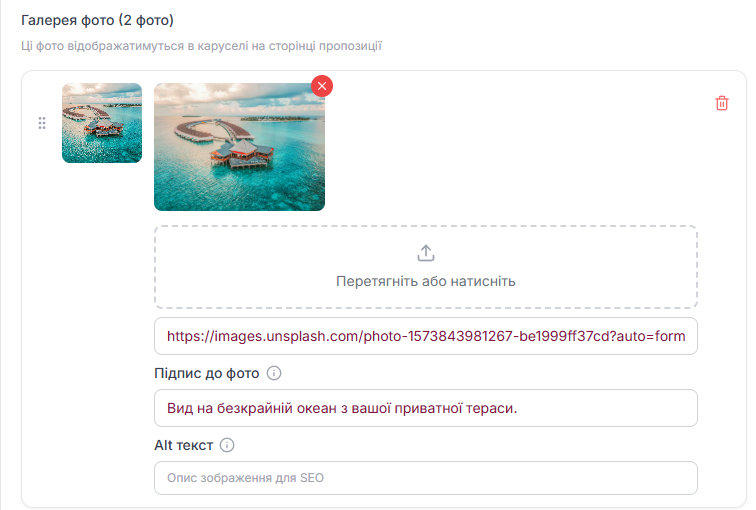 Галерея фото (2 фото)
Ці фото відображатимуться в каруселі на сторінці пропозиції
Перетягніть або натисніть
https://images.unsplash.com/photo-1573843981267-be1999ff37cd?auto=form
Підпис до фото
Вид на безкрайній океан з вашої приватної тераси.
Alt текст
Опис зображення для SEO